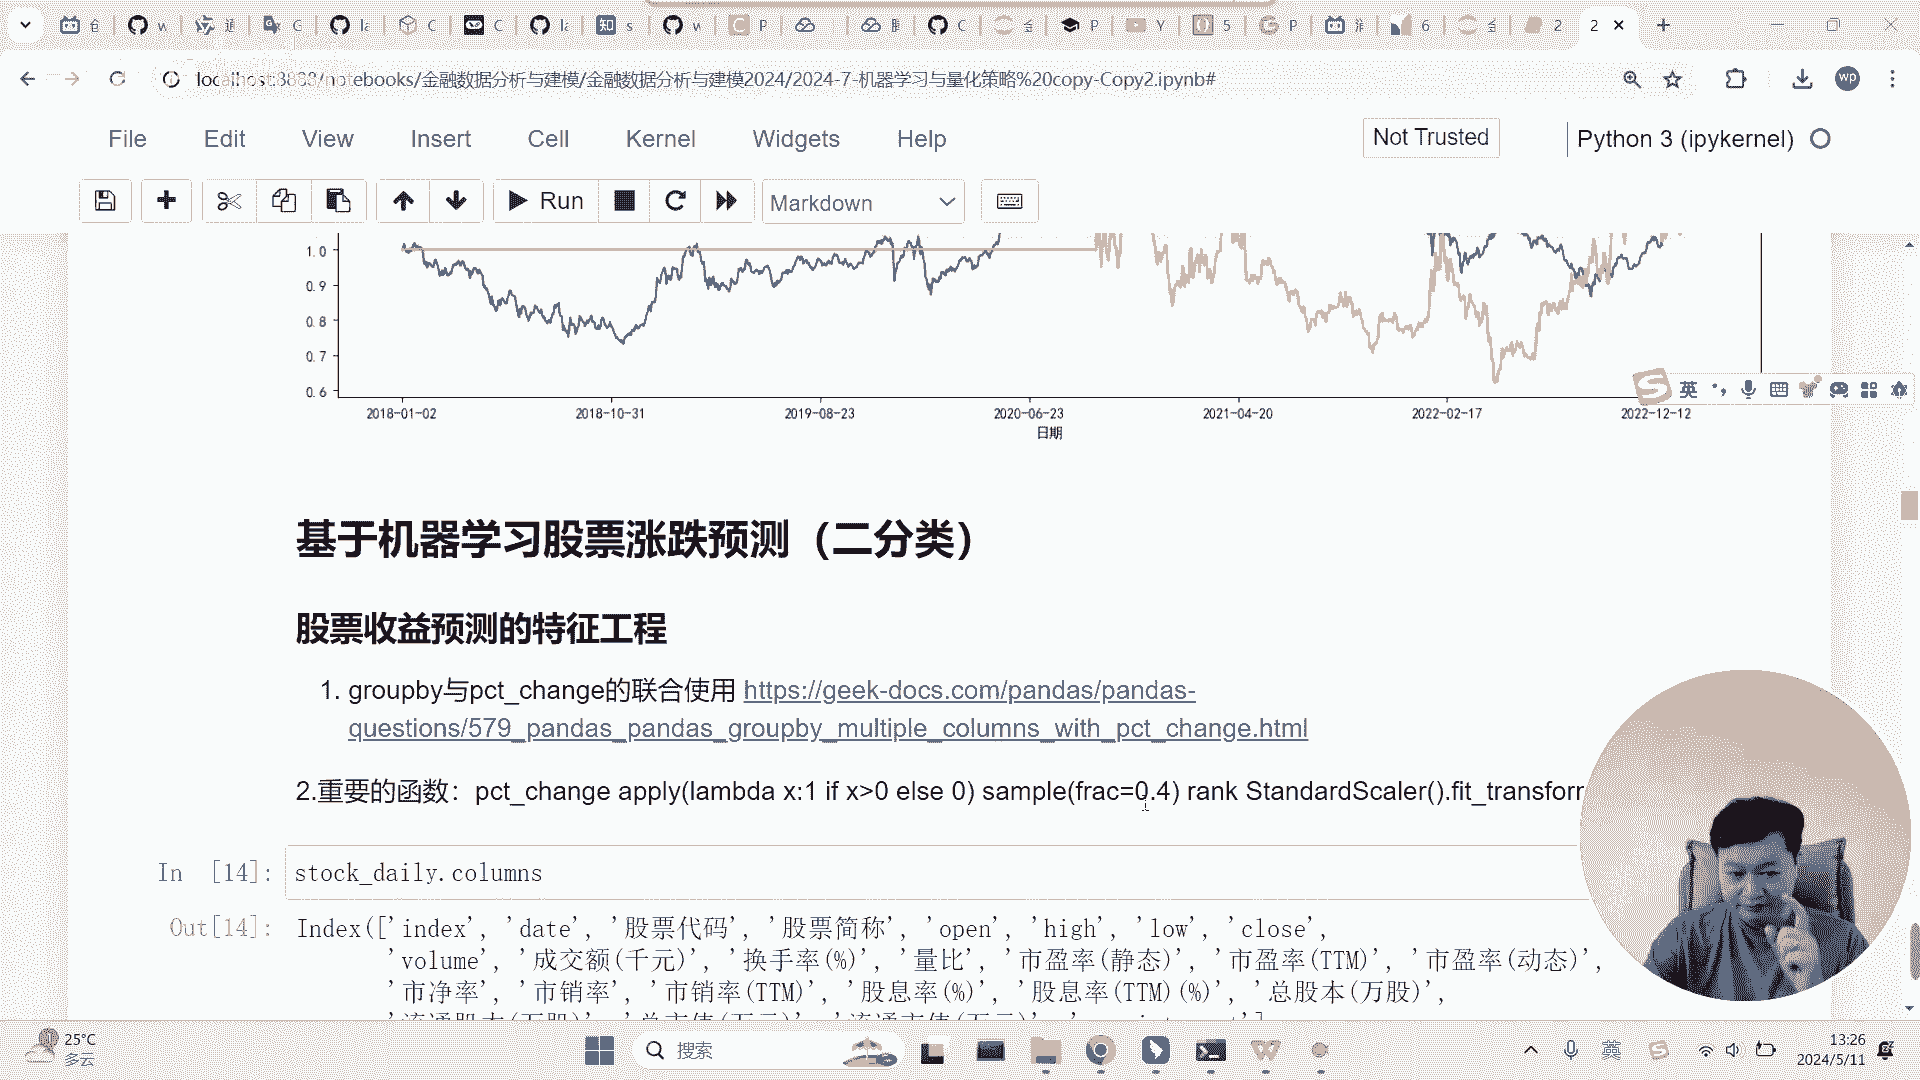 localhost:8888/notebooks/金融数据分析与建模/金融数据分析与建模2024/2024-7-机器学习与量化策略%20copy-Copy2.ipynb#
wp
File Edit View Insert Cell Kernel Widgets Help
Not Trusted
Python 3 (ipykernel)
Run
Markdown
1.0
0.9
0.8
0.7
0.6
2018-01-02 2018-10-31 2019-08-23 2020-06-23 2021-04-20 2022-02-17 2022-12-12
日期
英
基于机器学习股票涨跌预测（二分类）
股票收益预测的特征工程
1. groupby与pct_change的联合使用 https://geek-docs.com/pandas/pandas-
questions/579_pandas_pandas_groupby_multiple_columns_with_pct_change.html
2.重要的函数：pct_change apply(lambda x:1 if x>0 else 0) sample(frac=0.4) rank StandardScaler().fit_transfor
In [14]: stock_daily.columns
Out[14]: Index(['index', 'date', '股票代码', '股票简称', 'open', 'high', 'low', 'close',
'volume', '成交额(千元)', '换手率(%)', '量比', '市盈率(静态)', '市盈率(TTM)', '市盈率(动态)',
'市净率', '市销率', '市销率(TTM)', '股息率(%)', '股息率(TTM)(%)', '总股本(万股)',
25°C
多云
搜索
英
13:26
2024/5/11